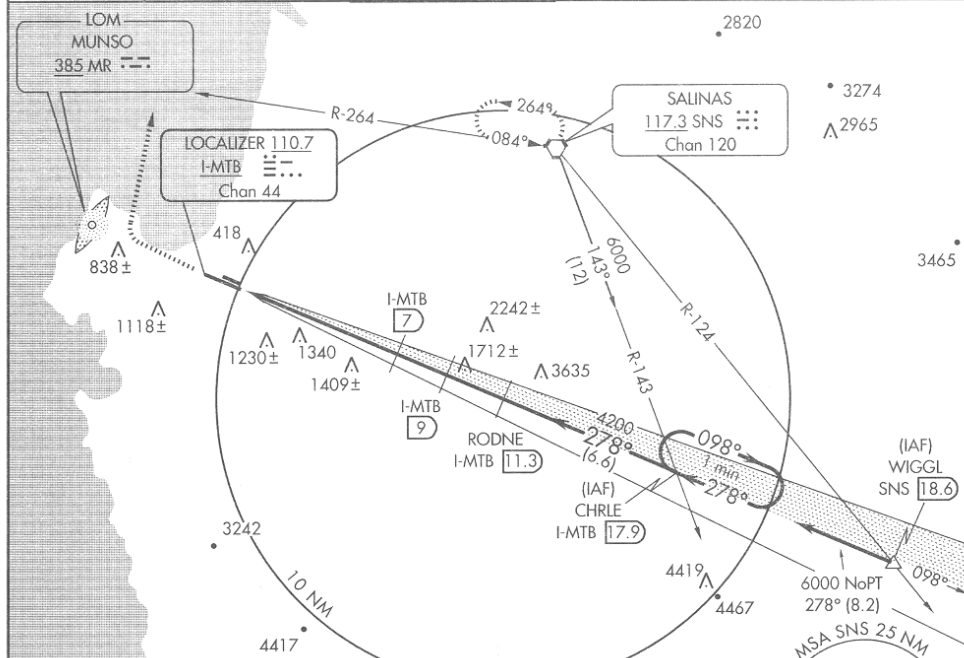 LOM
MUNSO
385 MR
2820
3274
2965
R-264
264°
084°
SALINAS
117.3 SNS
Chan 120
LOCALIZER 110.7
I-MTB
Chan 44
418
838±
1118±
6000
143°
(12)
3465
I-MTB
7
2242±
R-124
1230±
1340
1409±
1712±
3635
R-143
I-MTB
9
RODNE
I-MTB 11.3
4200
278°
(6.6)
098°
1 min
278°
(IAF)
CHRLE
I-MTB 17.9
(IAF)
WIGGL
SNS 18.6
3242
10 NM
4419
4467
6000 NoPT
278° (8.2)
098°
4417
MSA SNS 25 NM